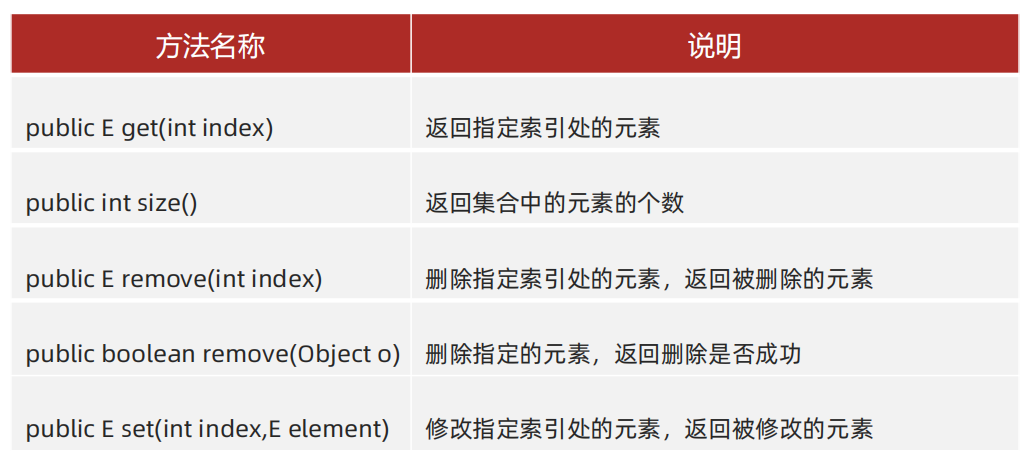 方法名称 说明
public E get(int index) 返回指定索引处的元素
public int size() 返回集合中的元素的个数
public E remove(int index) 删除指定索引处的元素，返回被删除的元素
public boolean remove(Object o) 删除指定的元素，返回删除是否成功
public E set(int index,E element) 修改指定索引处的元素，返回被修改的元素